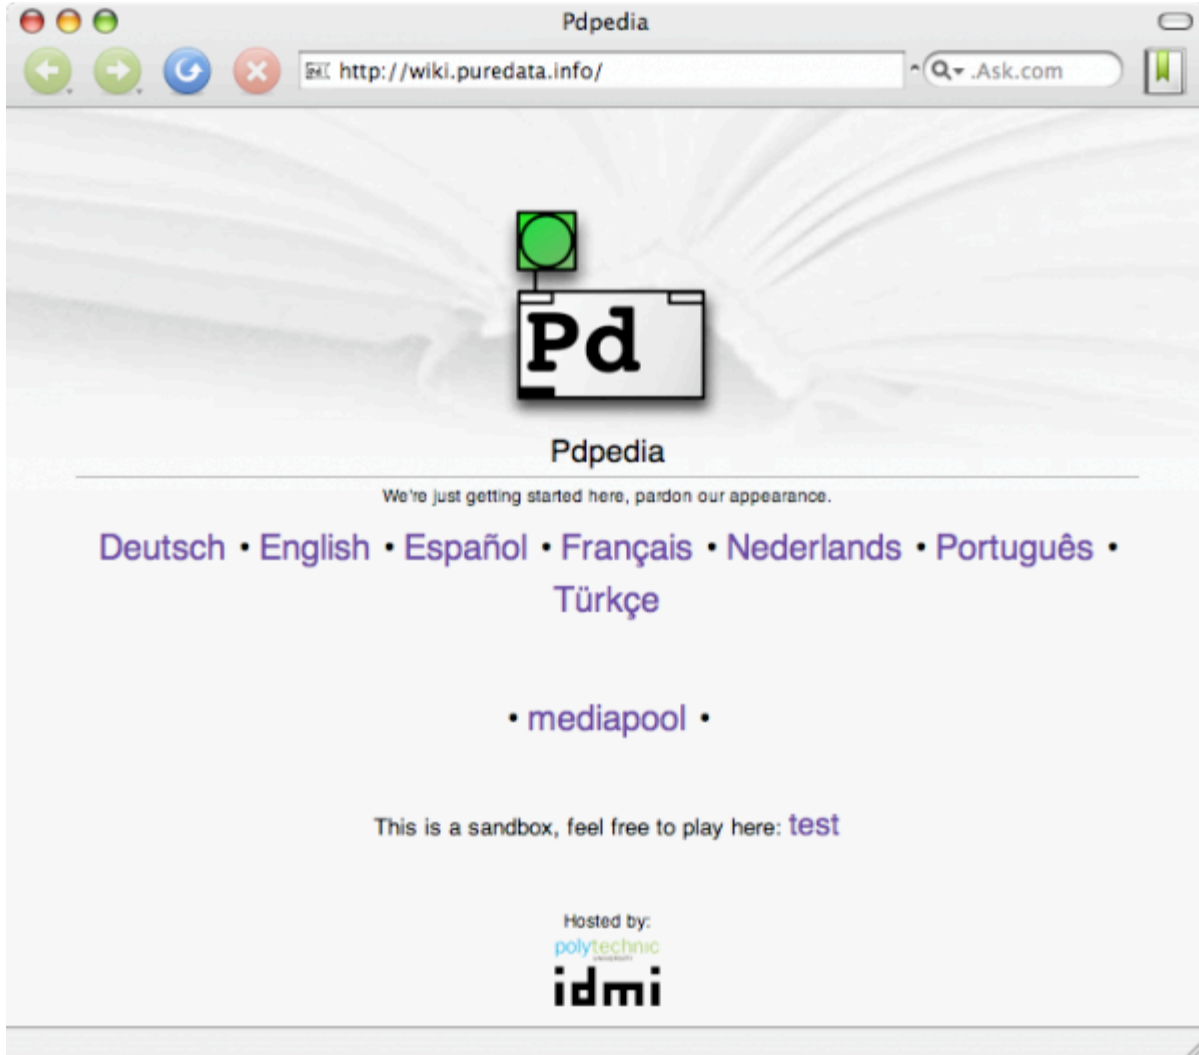 Pdpedia
http://wiki.puredata.info/
Ask.com
Pd
Pdpedia
We're just getting started here, pardon our appearance.
Deutsch • English • Español • Français • Nederlands • Português •
Türkçe
• mediapool •
This is a sandbox, feel free to play here: test
Hosted by:
polytechnic
UNIVERSITY
idmi